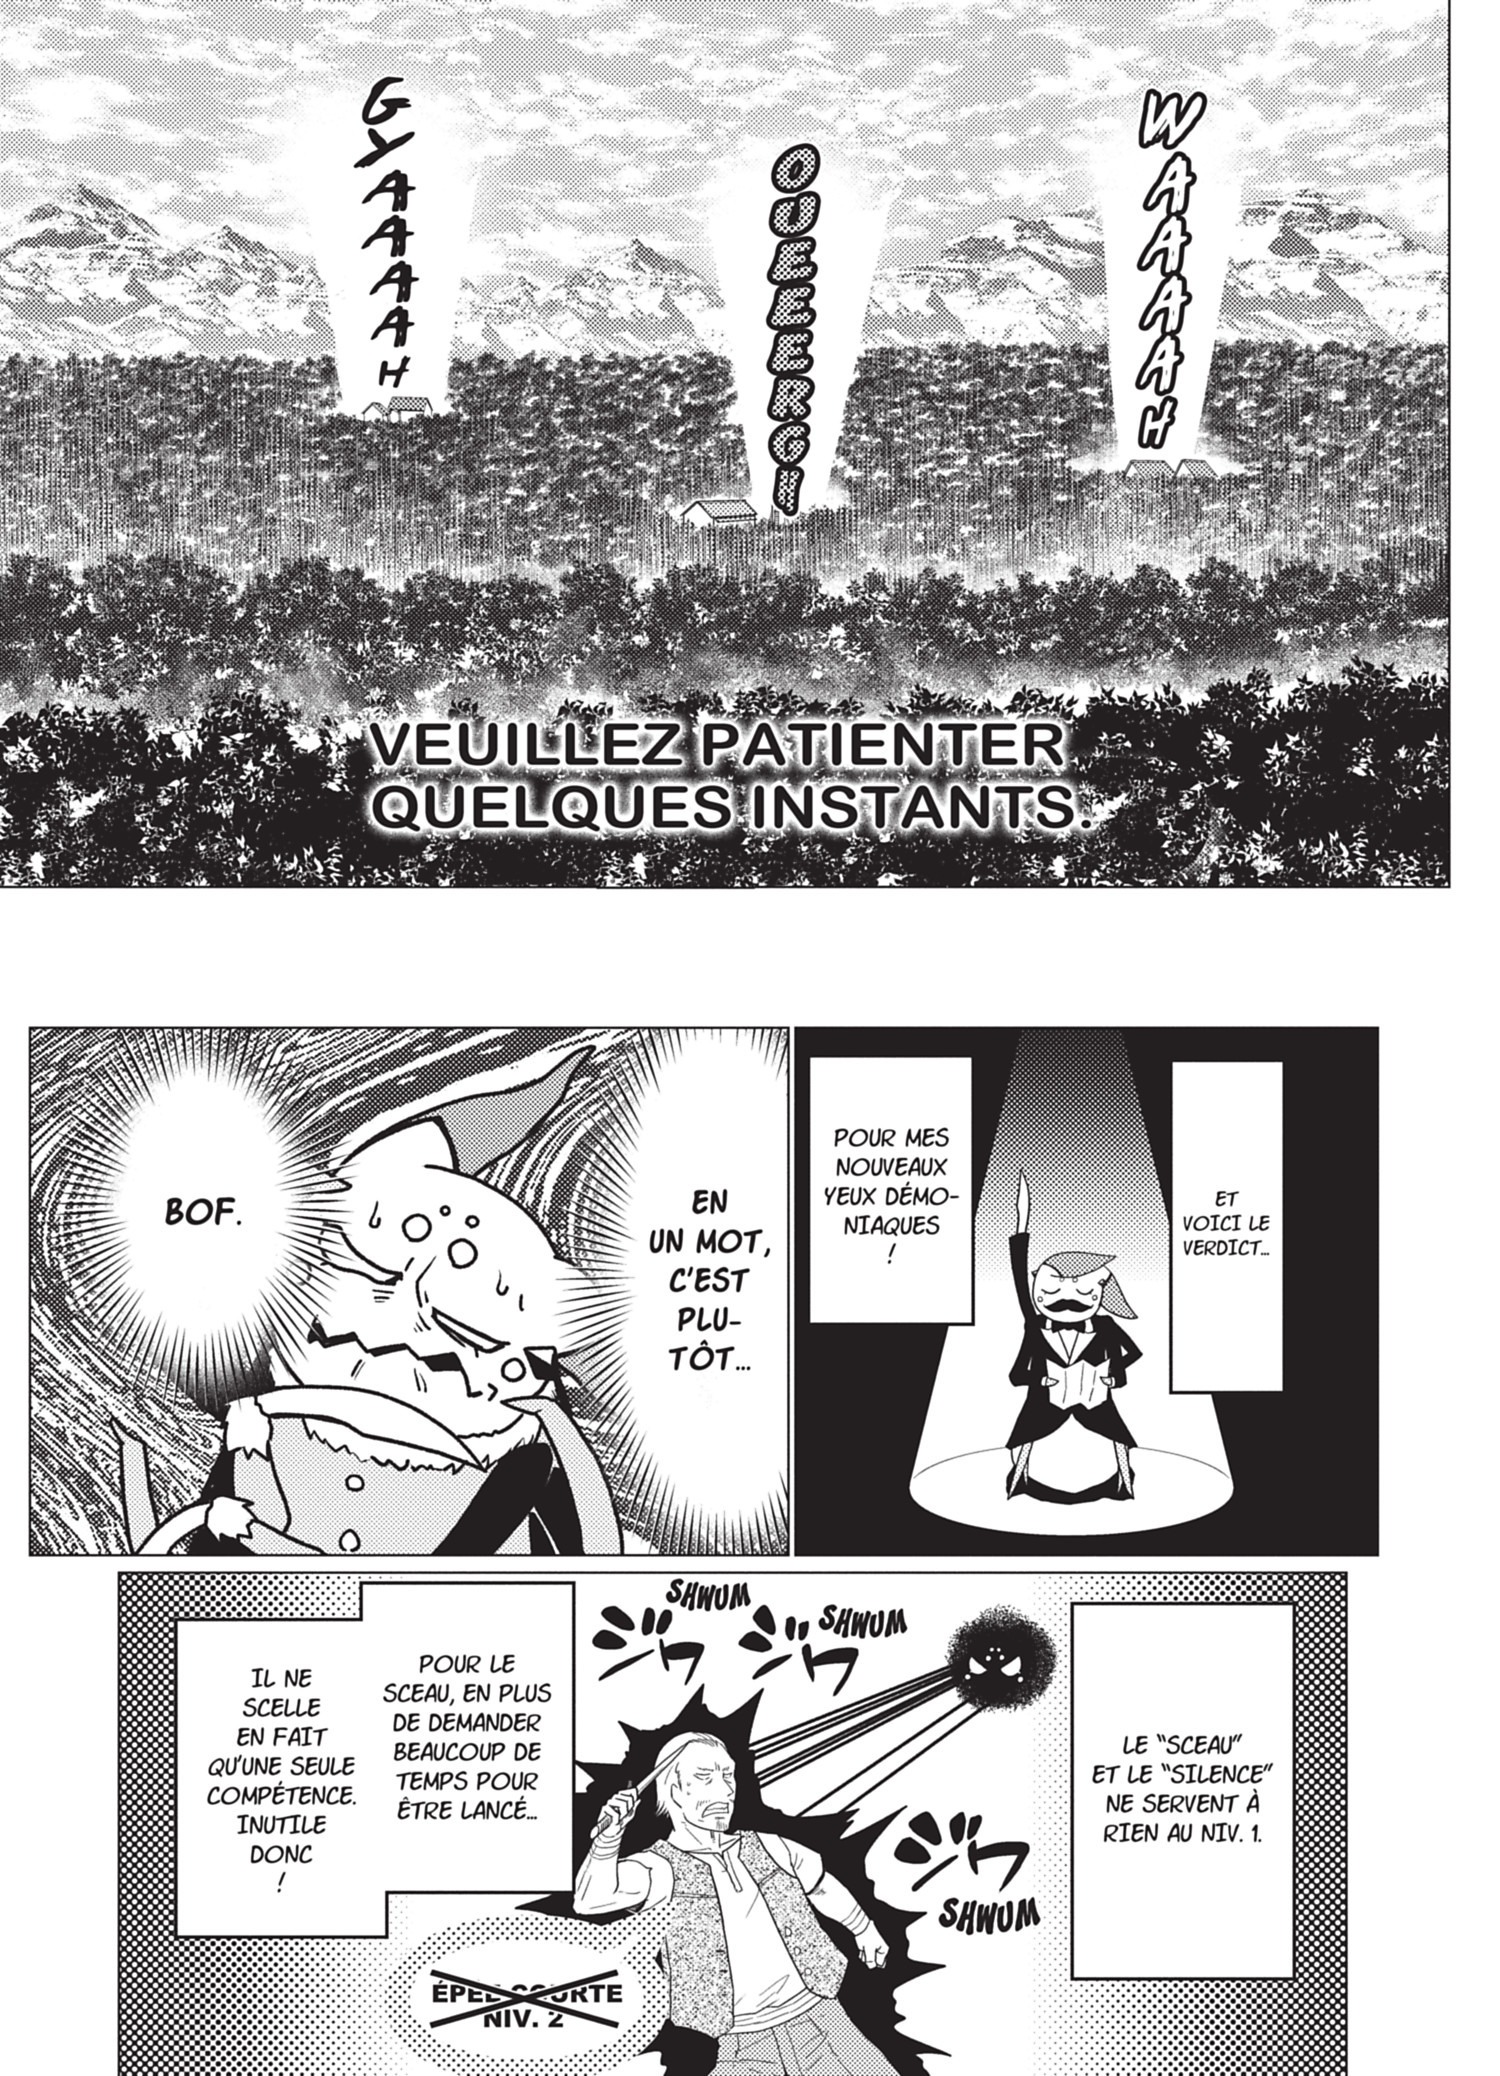 WAAAAAH
OUEEEERGH
GYAAAAH
VEUILLEZ PATIENTER
QUELQUES INSTANTS.
ET
VOICI LE
VERDICT...
POUR MES
NOUVEAUX
YEUX DÉMO-
NIAQUES
!
EN
UN MOT,
C'EST
PLU-
TÔT...
BOF.
LE "SCEAU"
ET LE "SILENCE"
NE SERVENT À
RIEN AU NIV. 1.
SHWUM
ジワ
SHWUM
ジワ
ジワ
SHWUM
POUR LE
SCEAU, EN PLUS
DE DEMANDER
BEAUCOUP DE
TEMPS POUR
ÊTRE LANCÉ...
IL NE
SCELLE
EN FAIT
QU'UNE SEULE
COMPÉTENCE.
INUTILE
DONC
!
ÉPÉE COURTE
NIV. 2